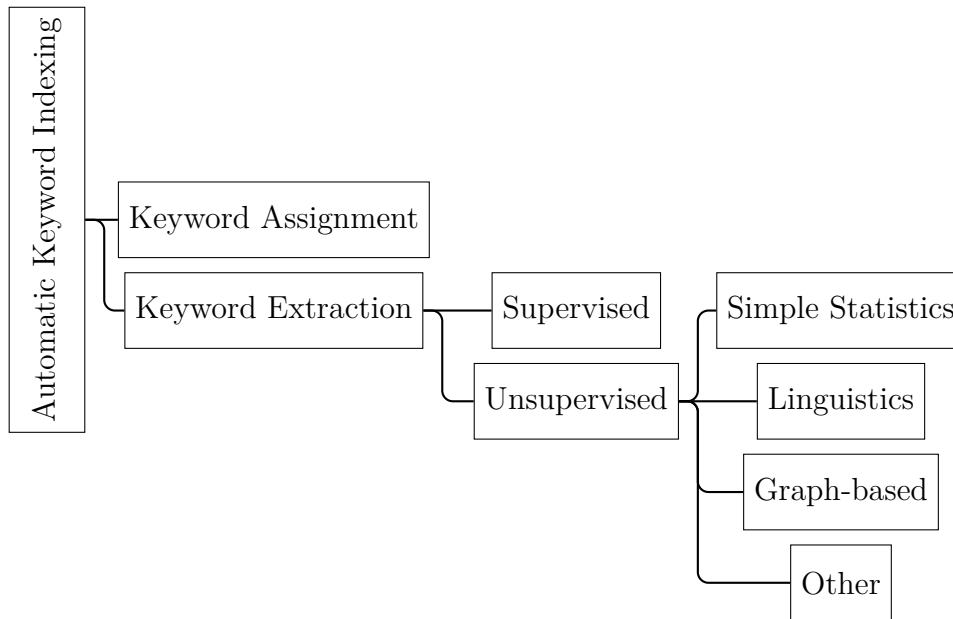 Automatic Keyword Indexing
Keyword Assignment
Keyword Extraction
Supervised
Unsupervised
Simple Statistics
Linguistics
Graph-based
Other